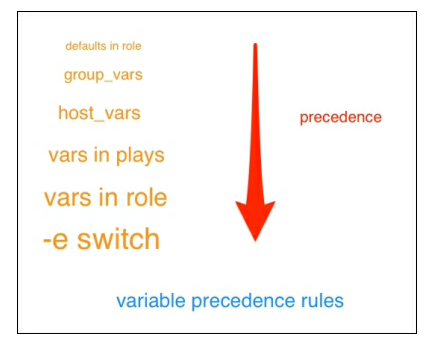 defaults in role
group_vars
host_vars
precedence
vars in plays
vars in role
-e switch
variable precedence rules